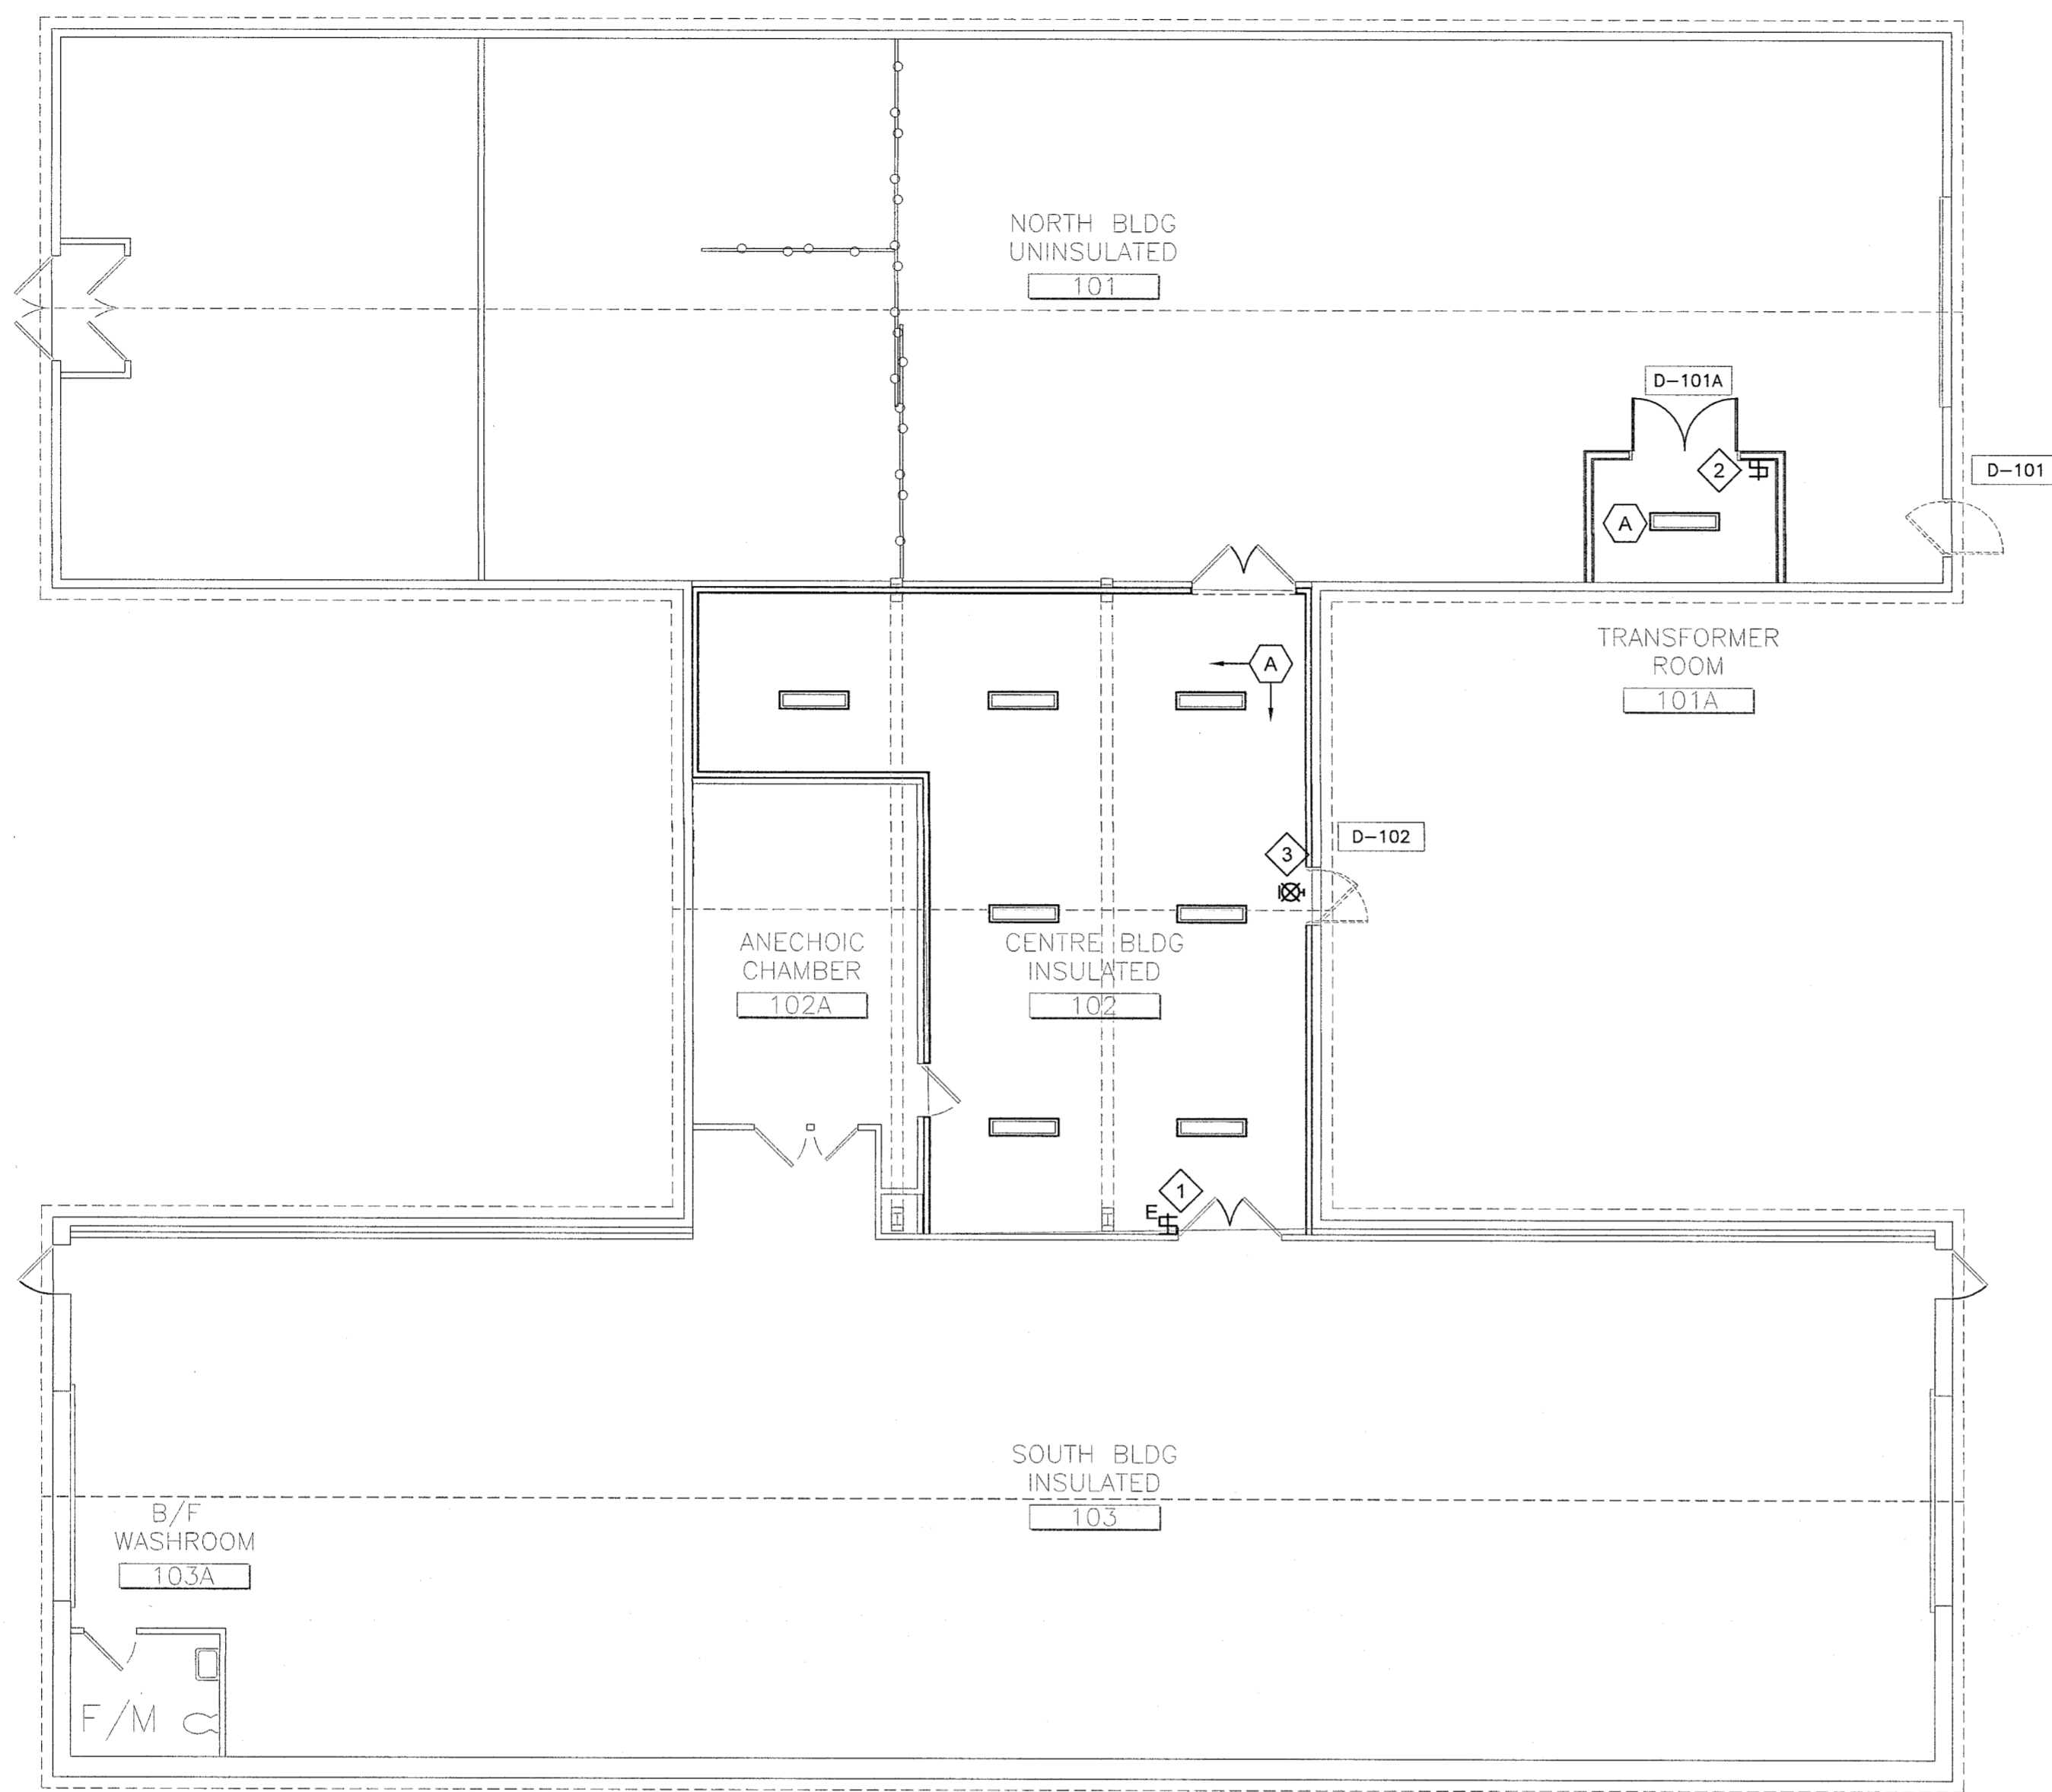 NORTH BLDG
UNINSULATED
101
D-101A
D-101
2
A
TRANSFORMER
ROOM
101A
A
D-102
3
ANECHOIC
CHAMBER
102A
CENTRE BLDG
INSULATED
102
1
E
SOUTH BLDG
INSULATED
103
B/F
WASHROOM
103A
F/M